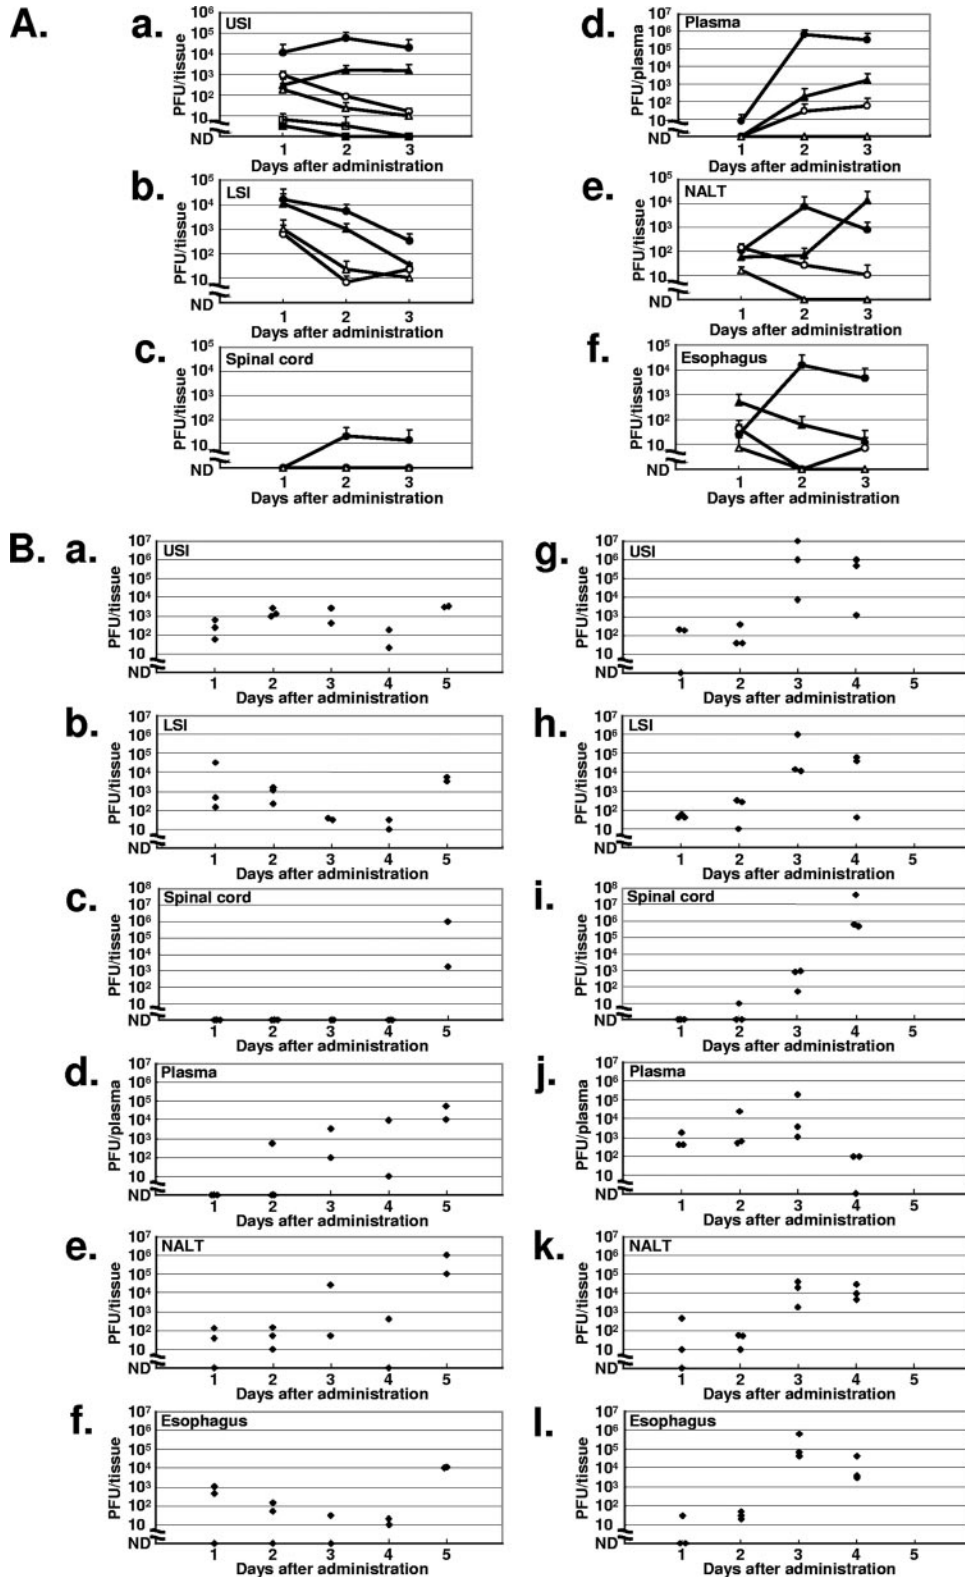 A.
a.
USI
PFU/tissue
10⁶
10⁵
10⁴
10³
10²
10
ND
1 2 3
Days after administration
b.
LSI
PFU/tissue
10⁵
10⁴
10³
10²
10
ND
1 2 3
Days after administration
c.
Spinal cord
PFU/tissue
10⁵
10⁴
10³
10²
10
ND
1 2 3
Days after administration
d.
Plasma
PFU/plasma
10⁷
10⁶
10⁵
10⁴
10³
10²
10
ND
1 2 3
Days after administration
e.
NALT
PFU/tissue
10⁵
10⁴
10³
10²
10
ND
1 2 3
Days after administration
f.
Esophagus
PFU/tissue
10⁵
10⁴
10³
10²
10
ND
1 2 3
Days after administration
B.
a.
USI
PFU/tissue
10⁷
10⁶
10⁵
10⁴
10³
10²
10
ND
1 2 3 4 5
Days after administration
b.
LSI
PFU/tissue
10⁷
10⁶
10⁵
10⁴
10³
10²
10
ND
1 2 3 4 5
Days after administration
c.
Spinal cord
PFU/tissue
10⁸
10⁷
10⁶
10⁵
10⁴
10³
10²
10
ND
1 2 3 4 5
Days after administration
d.
Plasma
PFU/plasma
10⁷
10⁶
10⁵
10⁴
10³
10²
10
ND
1 2 3 4 5
Days after administration
e.
NALT
PFU/tissue
10⁷
10⁶
10⁵
10⁴
10³
10²
10
ND
1 2 3 4 5
Days after administration
f.
Esophagus
PFU/tissue
10⁷
10⁶
10⁵
10⁴
10³
10²
10
ND
1 2 3 4 5
Days after administration
g.
USI
PFU/tissue
10⁷
10⁶
10⁵
10⁴
10³
10²
10
ND
1 2 3 4 5
Days after administration
h.
LSI
PFU/tissue
10⁷
10⁶
10⁵
10⁴
10³
10²
10
ND
1 2 3 4 5
Days after administration
i.
Spinal cord
PFU/tissue
10⁸
10⁷
10⁶
10⁵
10⁴
10³
10²
10
ND
1 2 3 4 5
Days after administration
j.
Plasma
PFU/plasma
10⁷
10⁶
10⁵
10⁴
10³
10²
10
ND
1 2 3 4 5
Days after administration
k.
NALT
PFU/tissue
10⁷
10⁶
10⁵
10⁴
10³
10²
10
ND
1 2 3 4 5
Days after administration
l.
Esophagus
PFU/tissue
10⁷
10⁶
10⁵
10⁴
10³
10²
10
ND
1 2 3 4 5
Days after administration